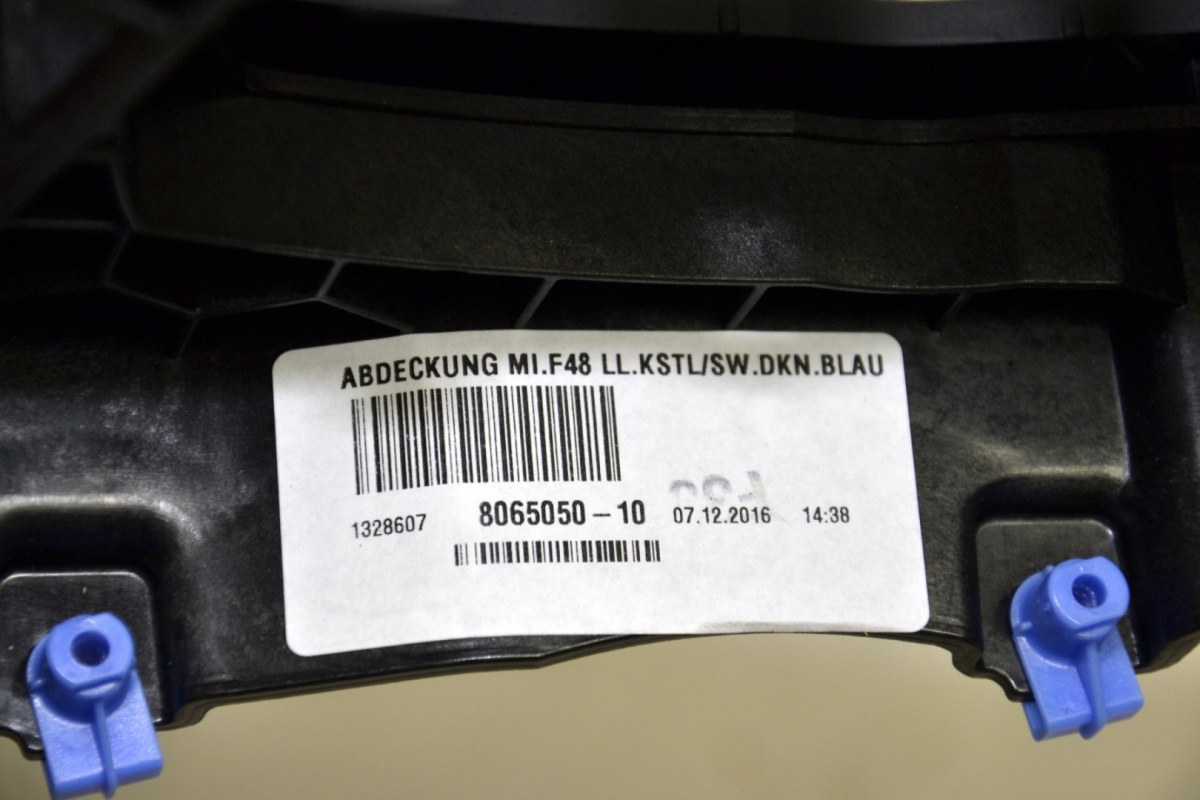 ABDECKUNG MI.F48 LL.KSTL/SW.DKN.BLAU
1328607 8065050-10 07.12.2016 14:38